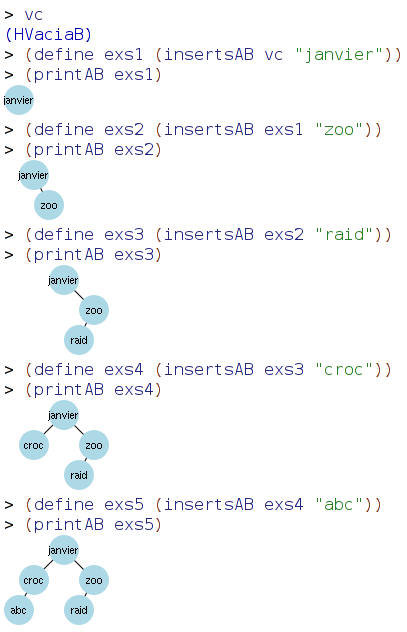 > vc
(HVaciaB)
> (define exs1 (insertsAB vc "janvier"))
> (printAB exs1)
janvier
> (define exs2 (insertsAB exs1 "zoo"))
> (printAB exs2)
janvier
zoo
> (define exs3 (insertsAB exs2 "raid"))
> (printAB exs3)
janvier
zoo
raid
> (define exs4 (insertsAB exs3 "croc"))
> (printAB exs4)
janvier
croc zoo
raid
> (define exs5 (insertsAB exs4 "abc"))
> (printAB exs5)
janvier
croc zoo
abc raid